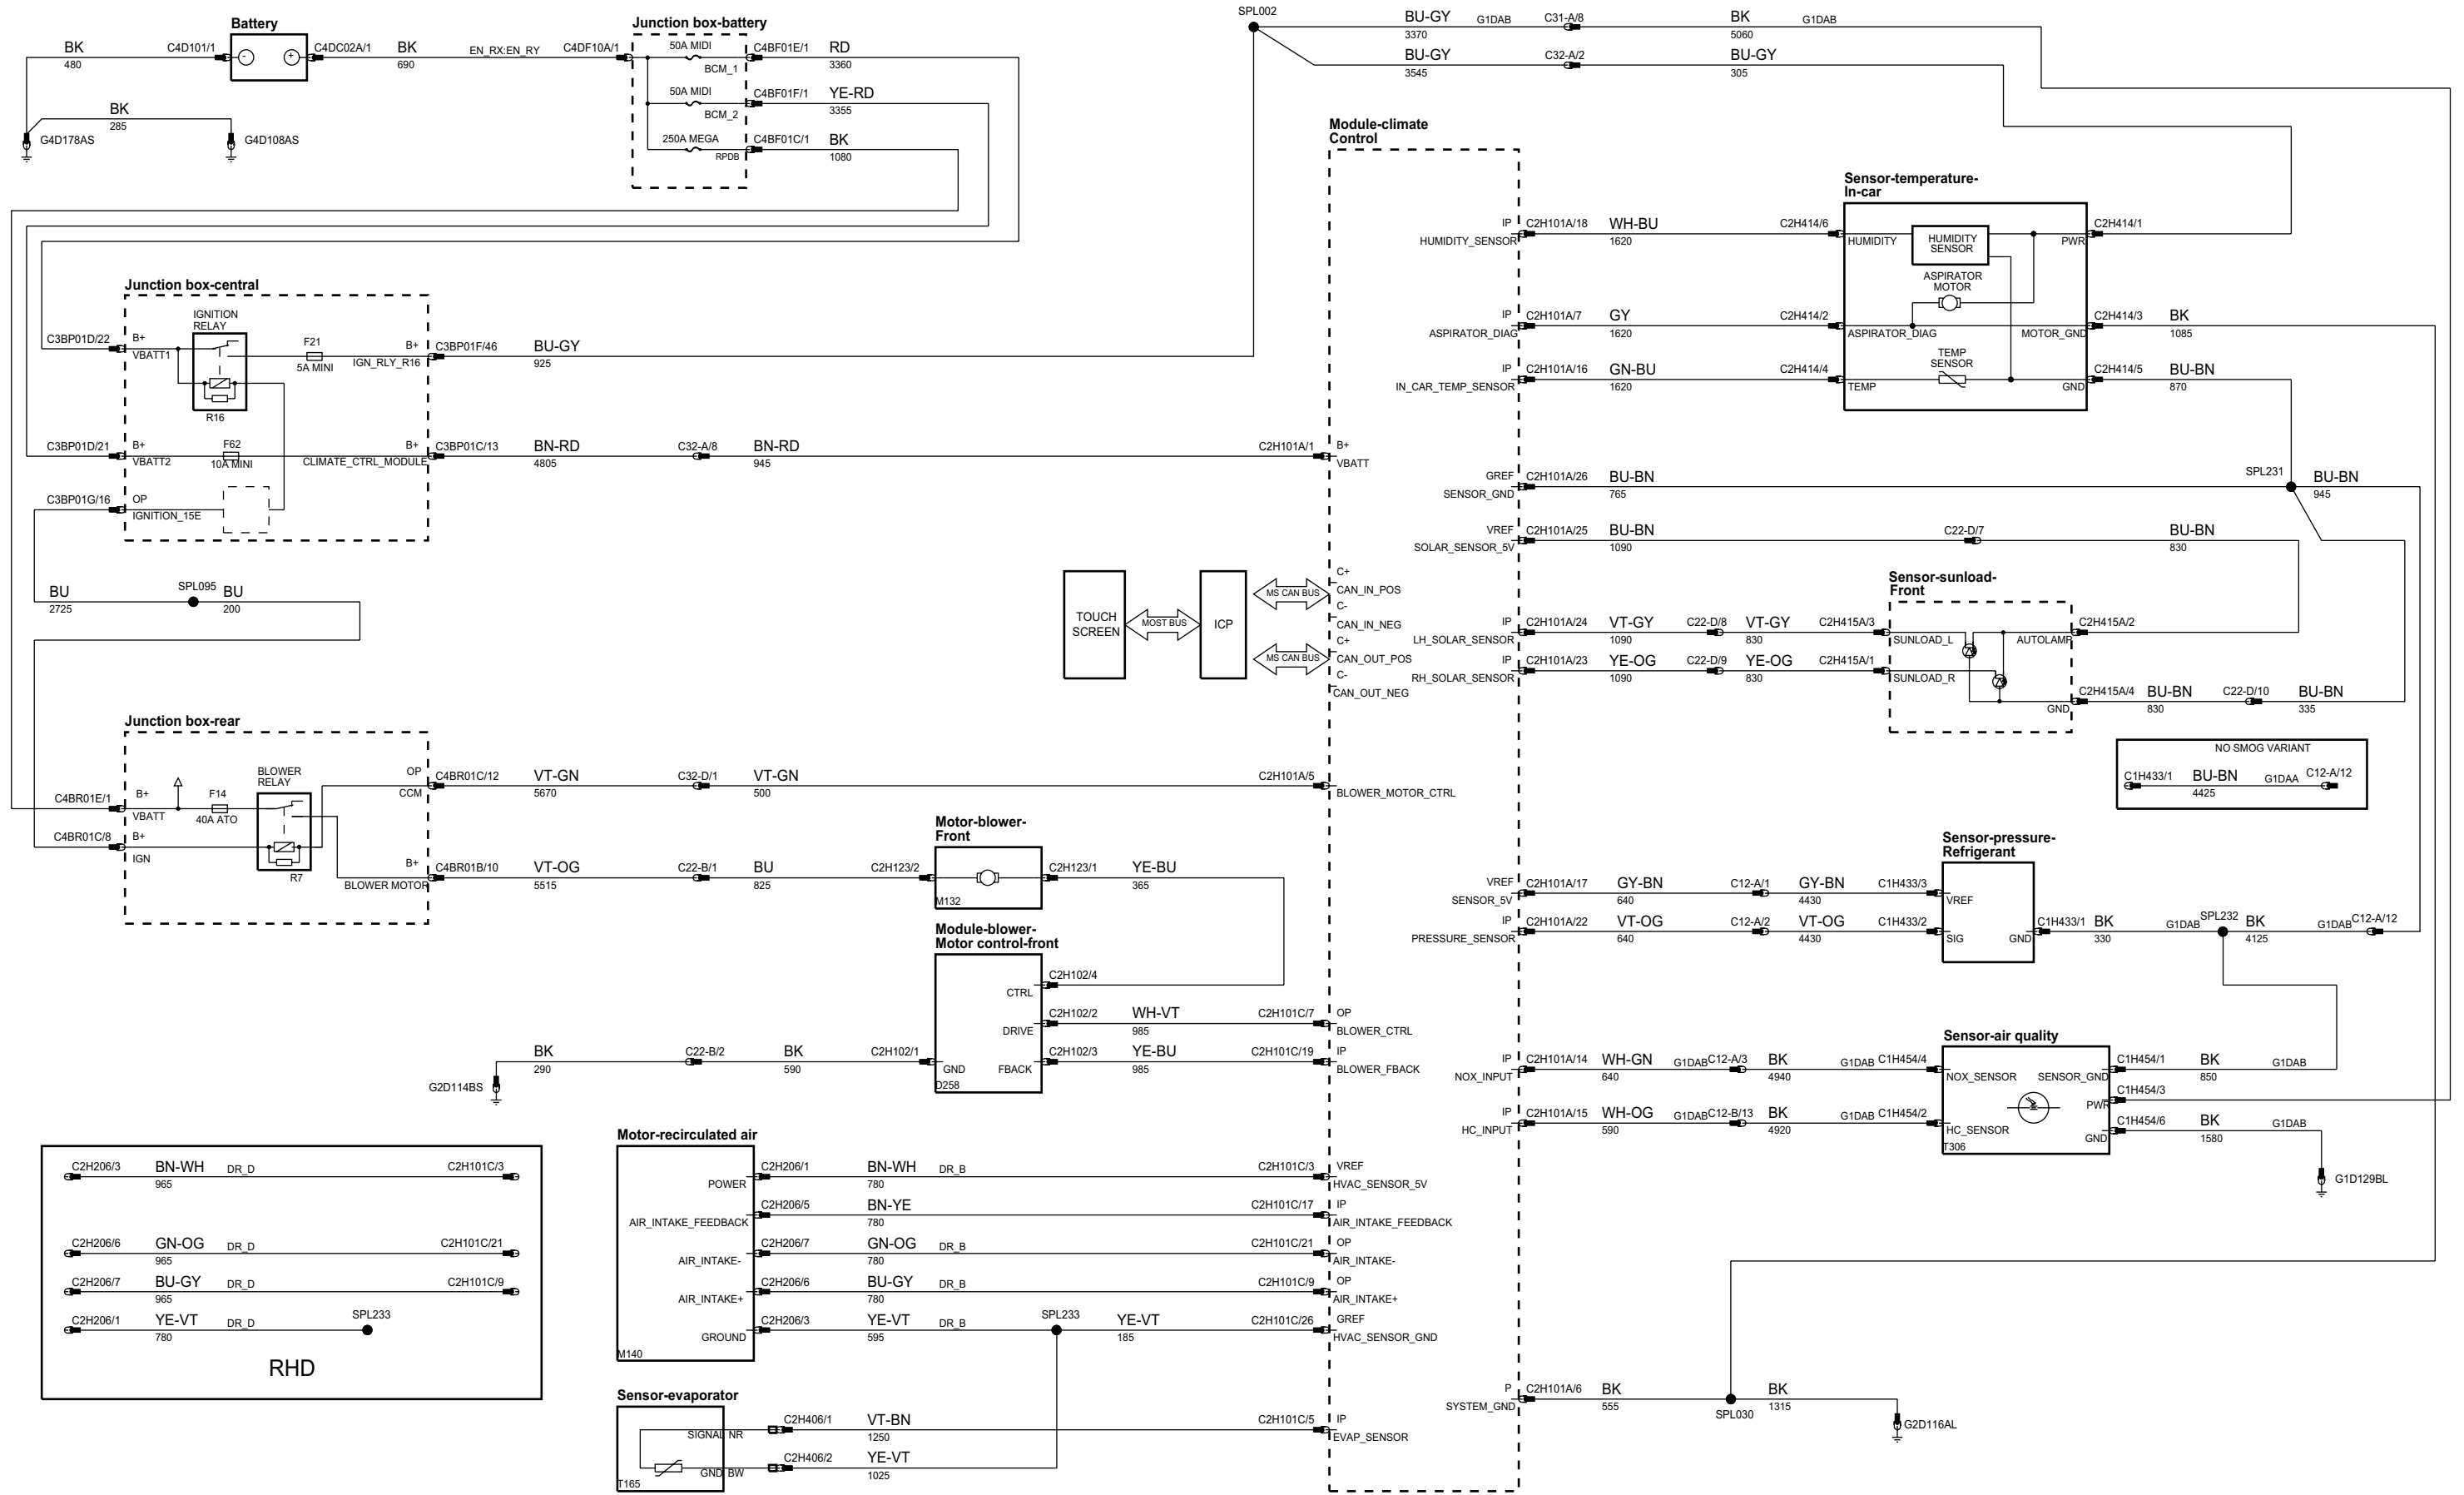 SPL002
BU-GY
3370
G1DAB
C31-A/8
BK
5060
G1DAB
BU-GY
3545
C32-A/2
BU-GY
305
Battery
BK
480
C4D101/1
-
+
C4DC02A/1
BK
690
EN_RX:EN_RY
C4DF10A/1
BK
285
G4D178AS
G4D108AS
Junction box-battery
50A MIDI
BCM_1
C4BF01E/1
RD
3360
50A MIDI
BCM_2
C4BF01F/1
YE-RD
3355
250A MEGA
RPDB
C4BF01C/1
BK
1080
Junction box-central
IGNITION
RELAY
C3BP01D/22
B+
VBATT1
R16
F21
5A MINI
B+
IGN_RLY_R16
C3BP01F/46
BU-GY
925
C3BP01D/21
B+
VBATT2
F62
10A MINI
B+
CLIMATE_CTRL_MODULE
C3BP01C/13
BN-RD
4805
C32-A/8
BN-RD
945
C2H101A/1
B+
VBATT
C3BP01G/16
OP
IGNITION_15E
BU
2725
SPL095
BU
200
Junction box-rear
C4BR01E/1
B+
VBATT
F14
40A ATO
BLOWER
RELAY
R7
OP
CCM
C4BR01C/12
VT-GN
5670
C32-D/1
VT-GN
500
C2H101A/5
BLOWER_MOTOR_CTRL
C4BR01C/8
B+
IGN
B+
BLOWER MOTOR
C4BR01B/10
VT-OG
5515
C22-B/1
BU
825
C2H123/2
Motor-blower-
Front
M132
C2H123/1
YE-BU
365
Module-blower-
Motor control-front
C2H102/4
CTRL
C2H102/2
DRIVE
WH-VT
985
C2H101C/7
OP
BLOWER_CTRL
G2D114BS
BK
290
C22-B/2
BK
590
C2H102/1
GND
FBACK
D258
C2H102/3
YE-BU
985
C2H101C/19
IP
BLOWER_FBACK
TOUCH
SCREEN
MOST BUS
ICP
MS CAN BUS
MS CAN BUS
C+
CAN_IN_POS
C-
CAN_IN_NEG
C+
CAN_OUT_POS
C-
CAN_OUT_NEG
Module-climate
Control
IP
HUMIDITY_SENSOR
C2H101A/18
WH-BU
1620
C2H414/6
HUMIDITY
Sensor-temperature-
In-car
HUMIDITY
SENSOR
PWR
C2H414/1
ASPIRATOR
MOTOR
IP
ASPIRATOR_DIAG
C2H101A/7
GY
1620
C2H414/2
ASPIRATOR_DIAG
MOTOR_GND
C2H414/3
BK
1085
TEMP
SENSOR
IP
IN_CAR_TEMP_SENSOR
C2H101A/16
GN-BU
1620
C2H414/4
TEMP
GND
C2H414/5
BU-BN
870
GREF
SENSOR_GND
C2H101A/26
BU-BN
765
SPL231
BU-BN
945
VREF
SOLAR_SENSOR_5V
C2H101A/25
BU-BN
1090
C22-D/7
BU-BN
830
Sensor-sunload-
Front
IP
LH_SOLAR_SENSOR
C2H101A/24
VT-GY
1090
C22-D/8
VT-GY
830
C2H415A/3
SUNLOAD_L
AUTOLAMP
C2H415A/2
IP
RH_SOLAR_SENSOR
C2H101A/23
YE-OG
1090
C22-D/9
YE-OG
830
C2H415A/1
SUNLOAD_R
GND
C2H415A/4
BU-BN
830
C22-D/10
BU-BN
335
NO SMOG VARIANT
C1H433/1
BU-BN
4425
G1DAA
C12-A/12
Sensor-pressure-
Refrigerant
VREF
SENSOR_5V
C2H101A/17
GY-BN
640
C12-A/1
GY-BN
4430
C1H433/3
VREF
IP
PRESSURE_SENSOR
C2H101A/22
VT-OG
640
C12-A/2
VT-OG
4430
C1H433/2
SIG
GND
C1H433/1
BK
330
G1DAB
SPL232
BK
4125
G1DAB
C12-A/12
Sensor-air quality
IP
NOX_INPUT
C2H101A/14
WH-GN
640
G1DAB
C12-A/3
BK
4940
G1DAB
C1H454/4
NOX_SENSOR
SENSOR_GND
C1H454/1
BK
850
G1DAB
C1H454/3
PWR
IP
HC_INPUT
C2H101A/15
WH-OG
590
G1DAB
C12-B/13
BK
4920
G1DAB
C1H454/2
HC_SENSOR
T306
GND
C1H454/6
BK
1580
G1DAB
G1D129BL
C2H206/3
BN-WH
965
DR_D
C2H101C/3
C2H206/6
GN-OG
965
DR_D
C2H101C/21
C2H206/7
BU-GY
965
DR_D
C2H101C/9
C2H206/1
YE-VT
780
DR_D
SPL233
RHD
Motor-recirculated air
POWER
C2H206/1
BN-WH
780
DR_B
C2H101C/3
VREF
HVAC_SENSOR_5V
AIR_INTAKE_FEEDBACK
C2H206/5
BN-YE
780
C2H101C/17
IP
AIR_INTAKE_FEEDBACK
AIR_INTAKE-
C2H206/7
GN-OG
780
DR_B
C2H101C/21
OP
AIR_INTAKE-
AIR_INTAKE+
C2H206/6
BU-GY
780
DR_B
C2H101C/9
OP
AIR_INTAKE+
GROUND
M140
C2H206/3
YE-VT
595
DR_B
SPL233
YE-VT
185
C2H101C/26
GREF
HVAC_SENSOR_GND
Sensor-evaporator
SIGNAL NR
C2H406/1
VT-BN
1250
C2H101C/5
IP
EVAP_SENSOR
GND BW
T165
C2H406/2
YE-VT
1025
P
SYSTEM_GND
C2H101A/6
BK
555
SPL030
BK
1315
G2D116AL